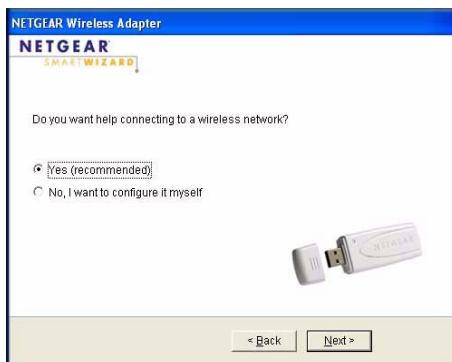 NETGEAR Wireless Adapter
NETGEAR
SMARTWIZARD
Do you want help connecting to a wireless network?
Yes (recommended)
No, I want to configure it myself
NETGEAR
< Back Next >